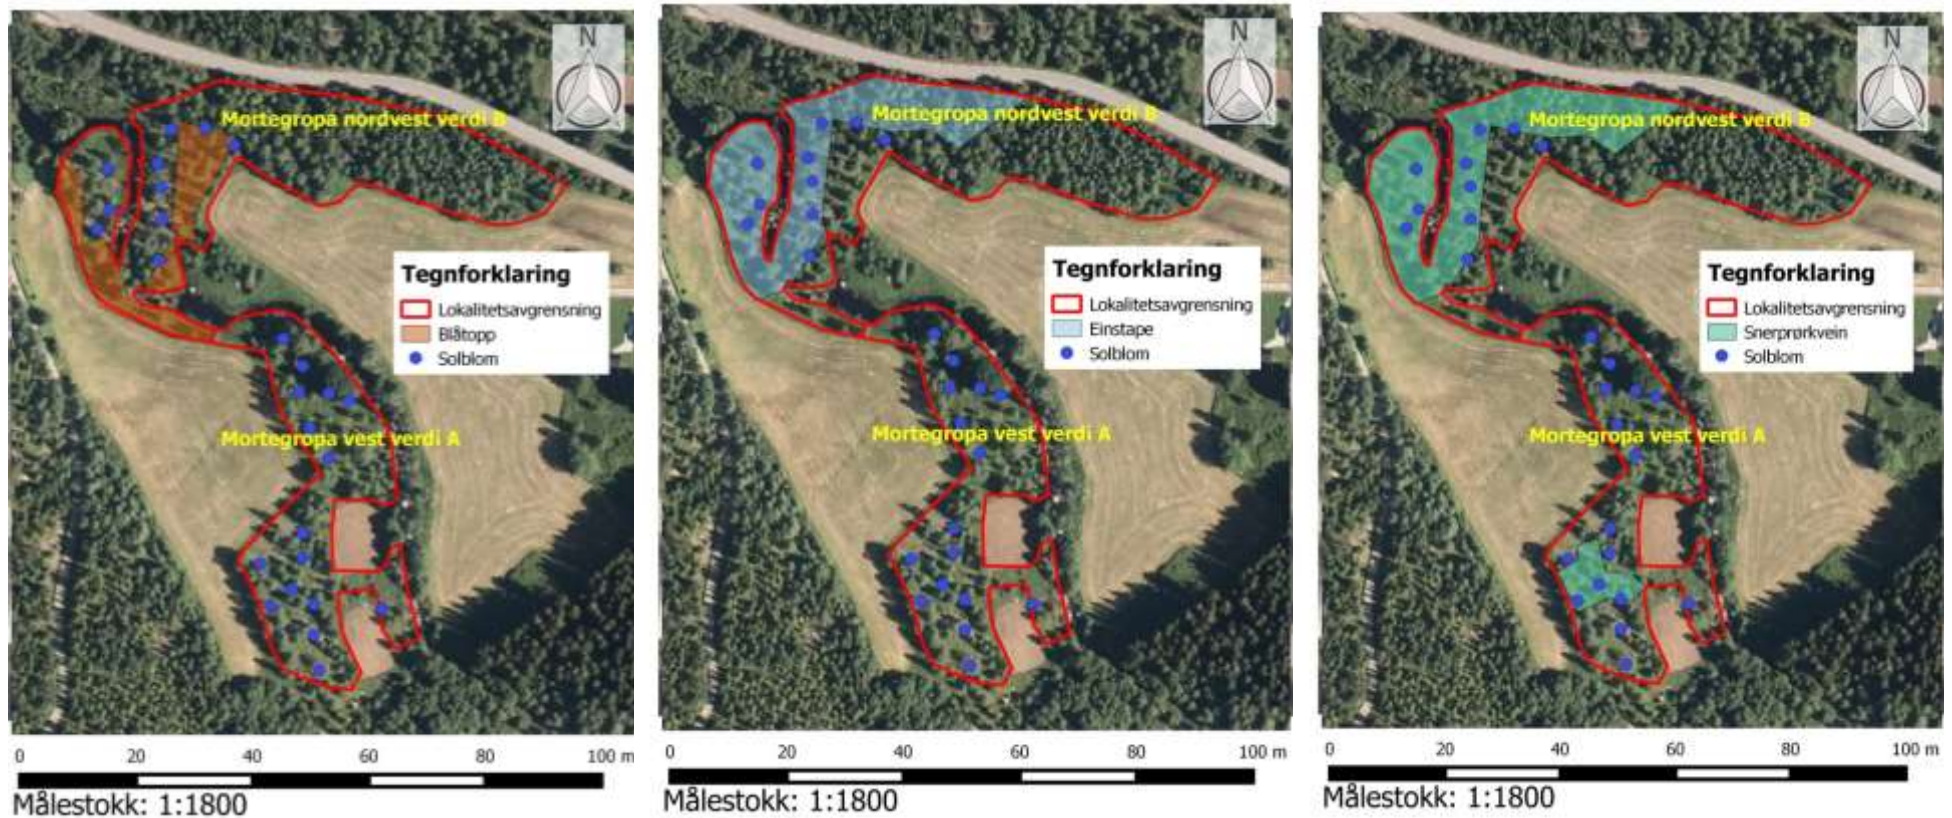 N
Mortegropa nordvest verdi B
Tegnforklaring
Lokalitetsavgrensning
Blåtopp
Solblom
Mortegropa vest verdi A
0 20 40 60 80 100 m
Målestokk: 1:1800
N
Mortegropa nordvest verdi B
Tegnforklaring
Lokalitetsavgrensning
Einstape
Solblom
Mortegropa vest verdi A
0 20 40 60 80 100 m
Målestokk: 1:1800
N
Mortegropa nordvest verdi B
Tegnforklaring
Lokalitetsavgrensning
Snerprørkvein
Solblom
Mortegropa vest verdi A
0 20 40 60 80 100 m
Målestokk: 1:1800